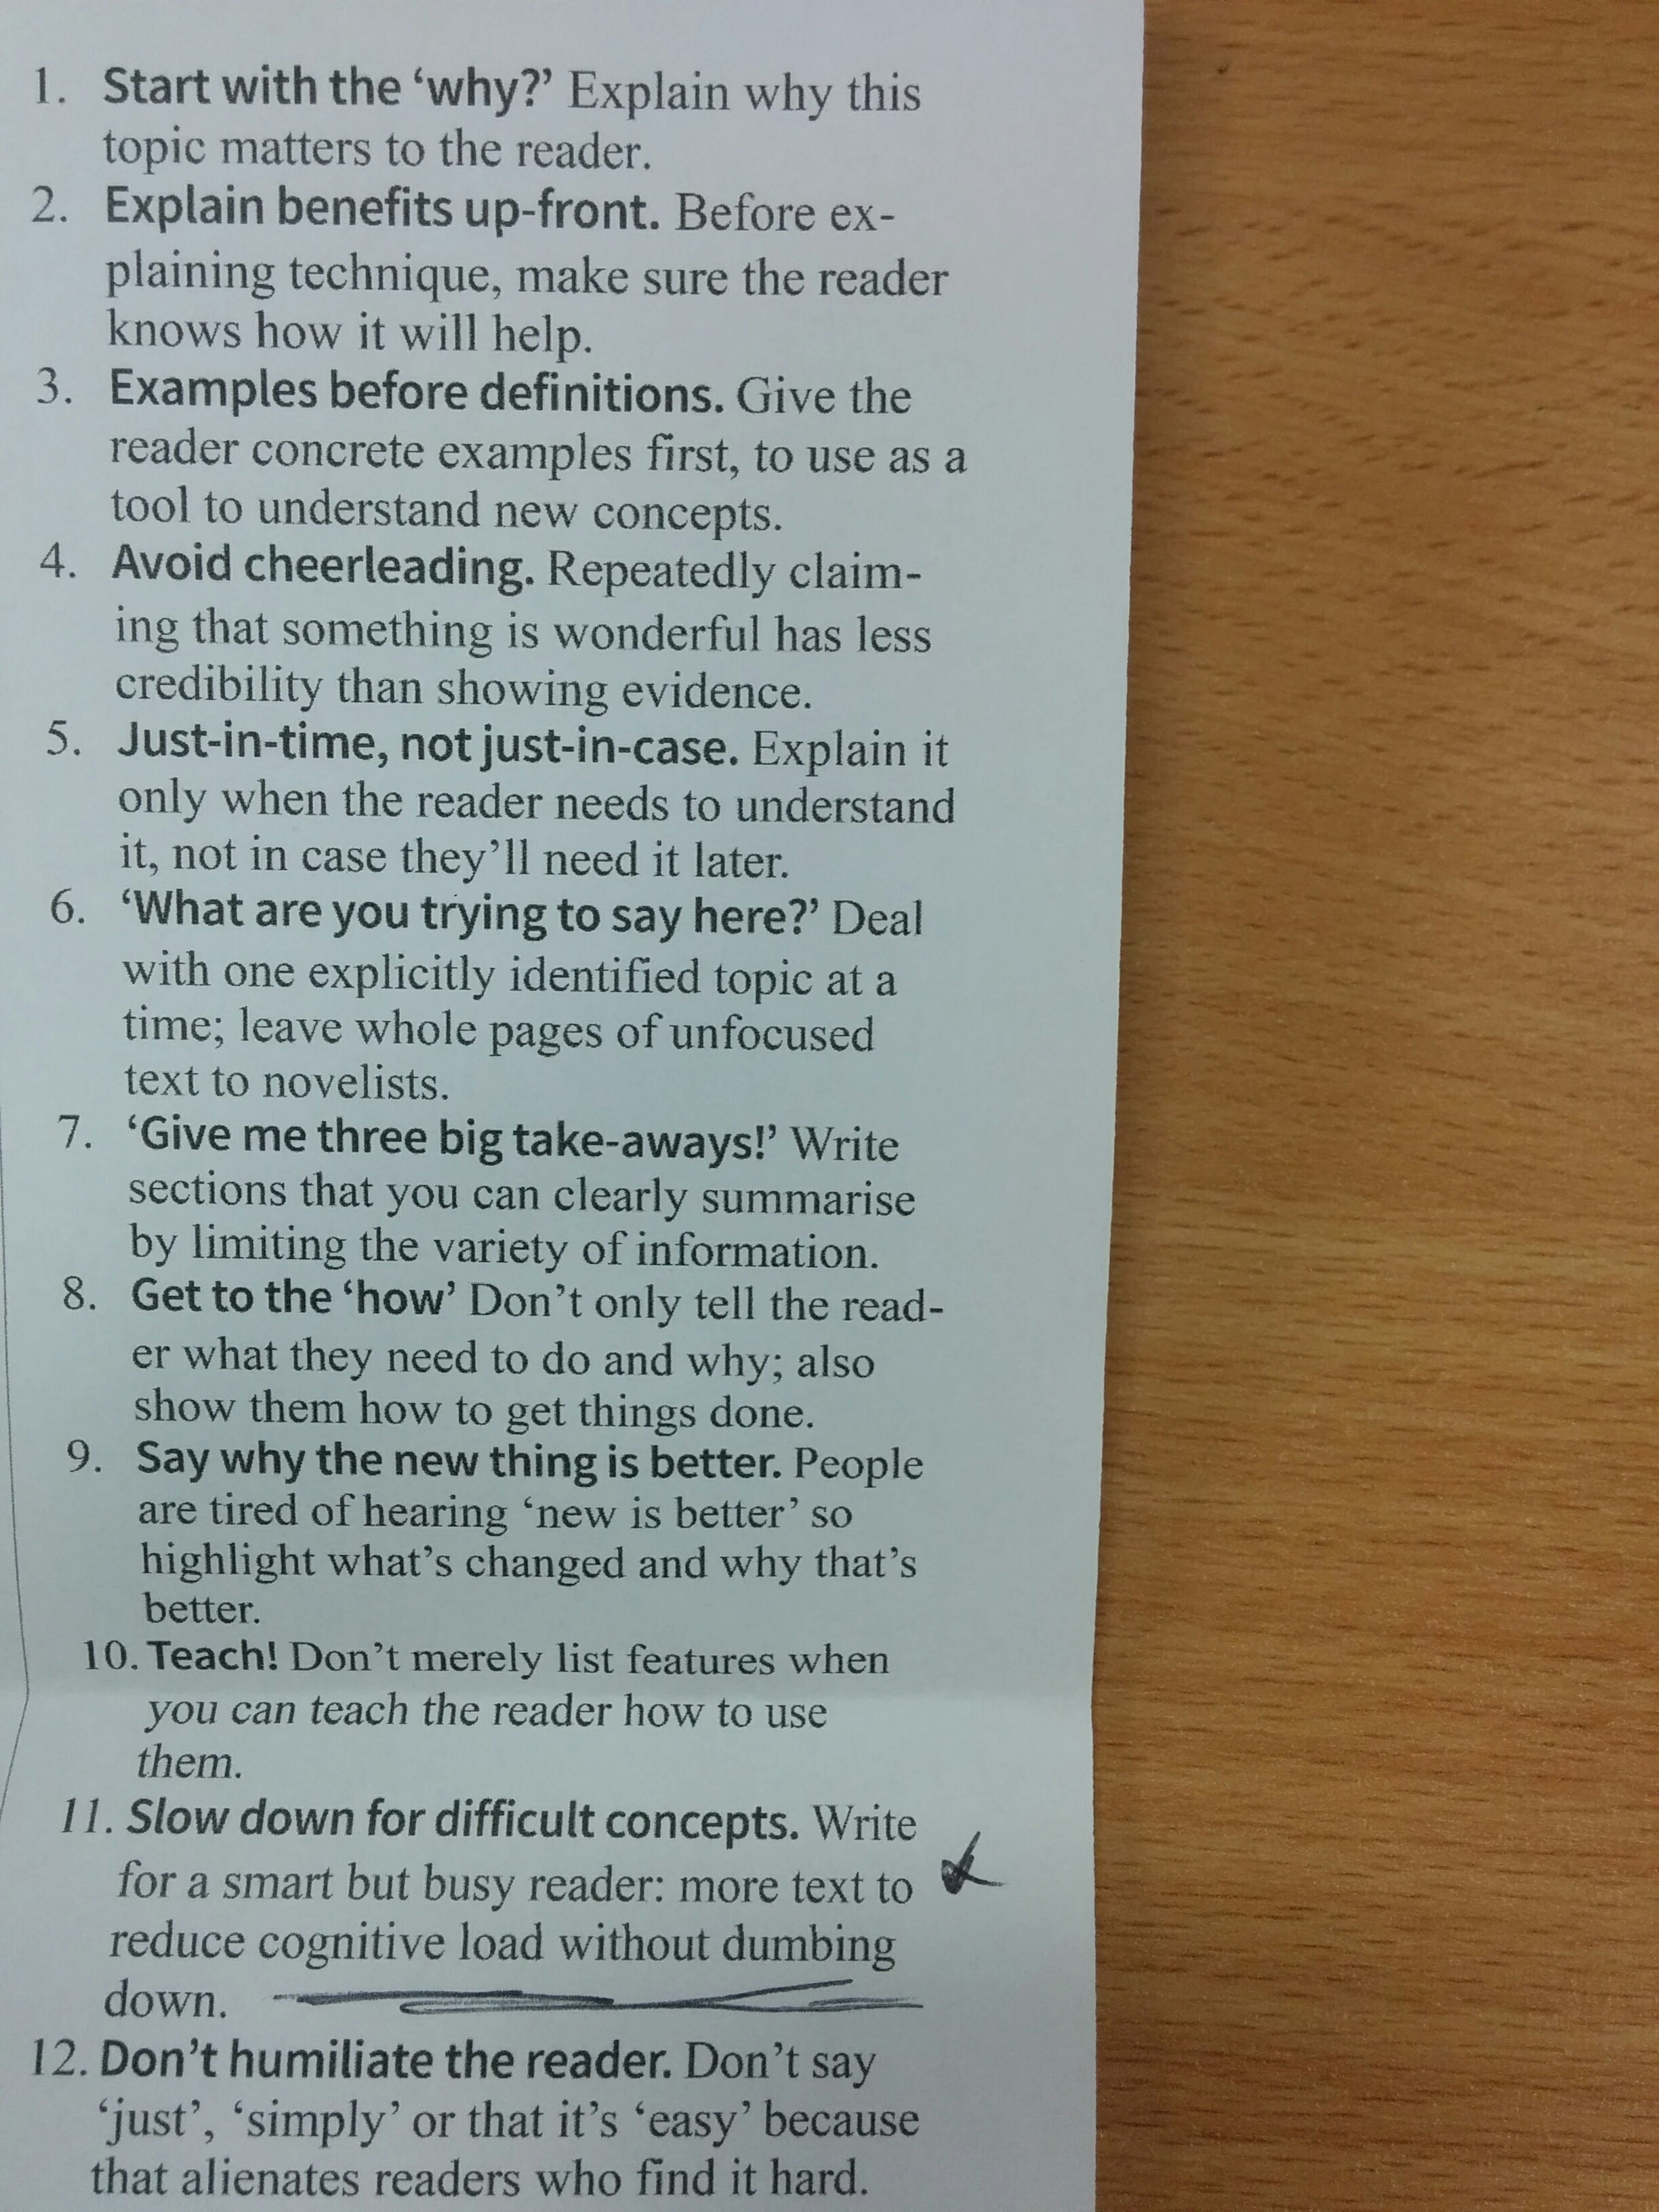 1. Start with the ‘why?’ Explain why this
topic matters to the reader.
2. Explain benefits up-front. Before ex-
plaining technique, make sure the reader
knows how it will help.
3. Examples before definitions. Give the
reader concrete examples first, to use as a
tool to understand new concepts.
4. Avoid cheerleading. Repeatedly claim-
ing that something is wonderful has less
credibility than showing evidence.
5. Just-in-time, not just-in-case. Explain it
only when the reader needs to understand
it, not in case they’ll need it later.
6. ‘What are you trying to say here?’ Deal
with one explicitly identified topic at a
time; leave whole pages of unfocused
text to novelists.
7. ‘Give me three big take-aways!’ Write
sections that you can clearly summarise
by limiting the variety of information.
8. Get to the ‘how’ Don’t only tell the read-
er what they need to do and why; also
show them how to get things done.
9. Say why the new thing is better. People
are tired of hearing ‘new is better’ so
highlight what’s changed and why that’s
better.
10. Teach! Don’t merely list features when
you can teach the reader how to use
them.
11. Slow down for difficult concepts. Write
for a smart but busy reader: more text to
reduce cognitive load without dumbing
down.
12. Don’t humiliate the reader. Don’t say
‘just’, ‘simply’ or that it’s ‘easy’ because
that alienates readers who find it hard.